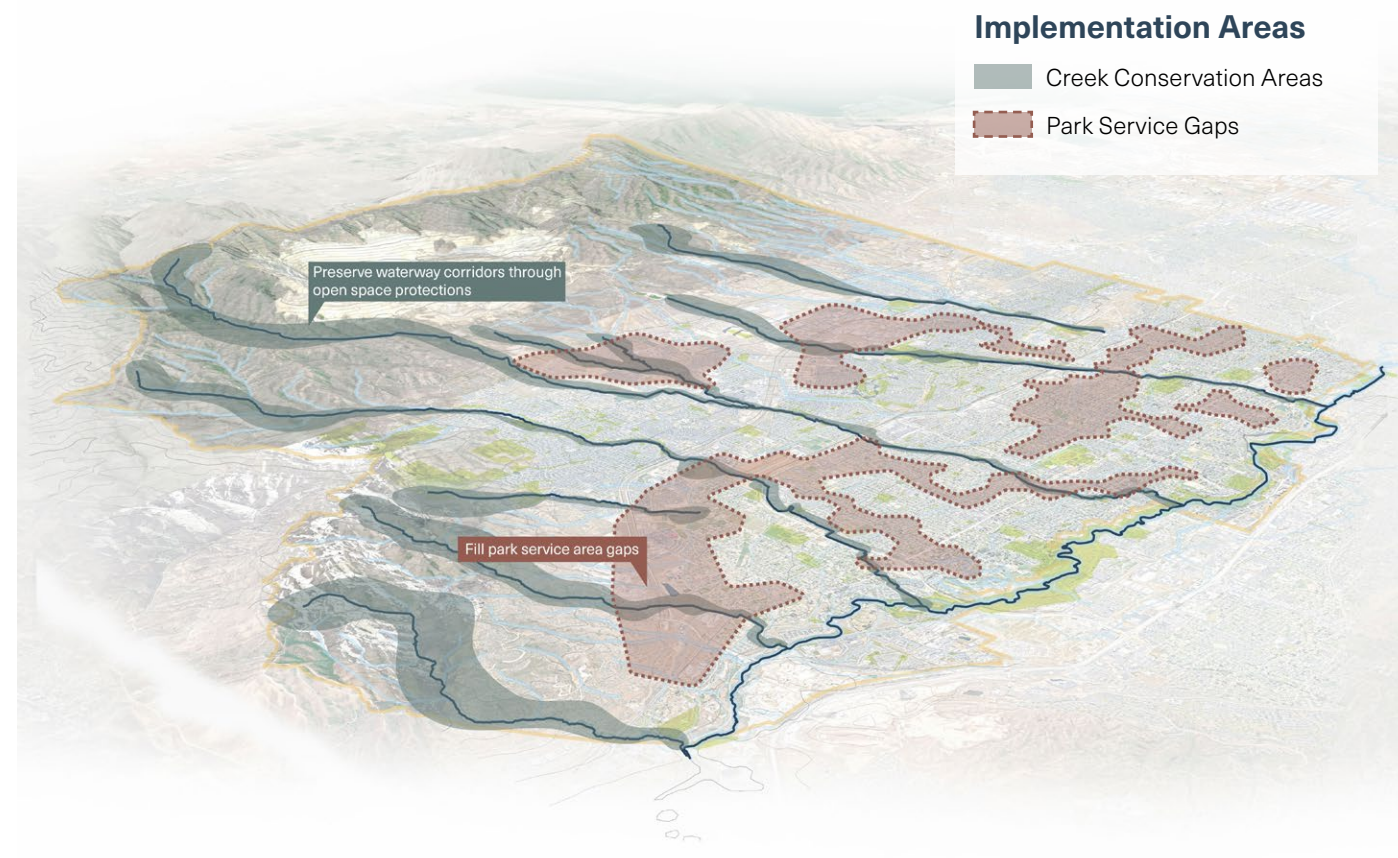 Implementation Areas
Creek Conservation Areas
Park Service Gaps
Preserve waterway corridors through
open space protections
Fill park service area gaps